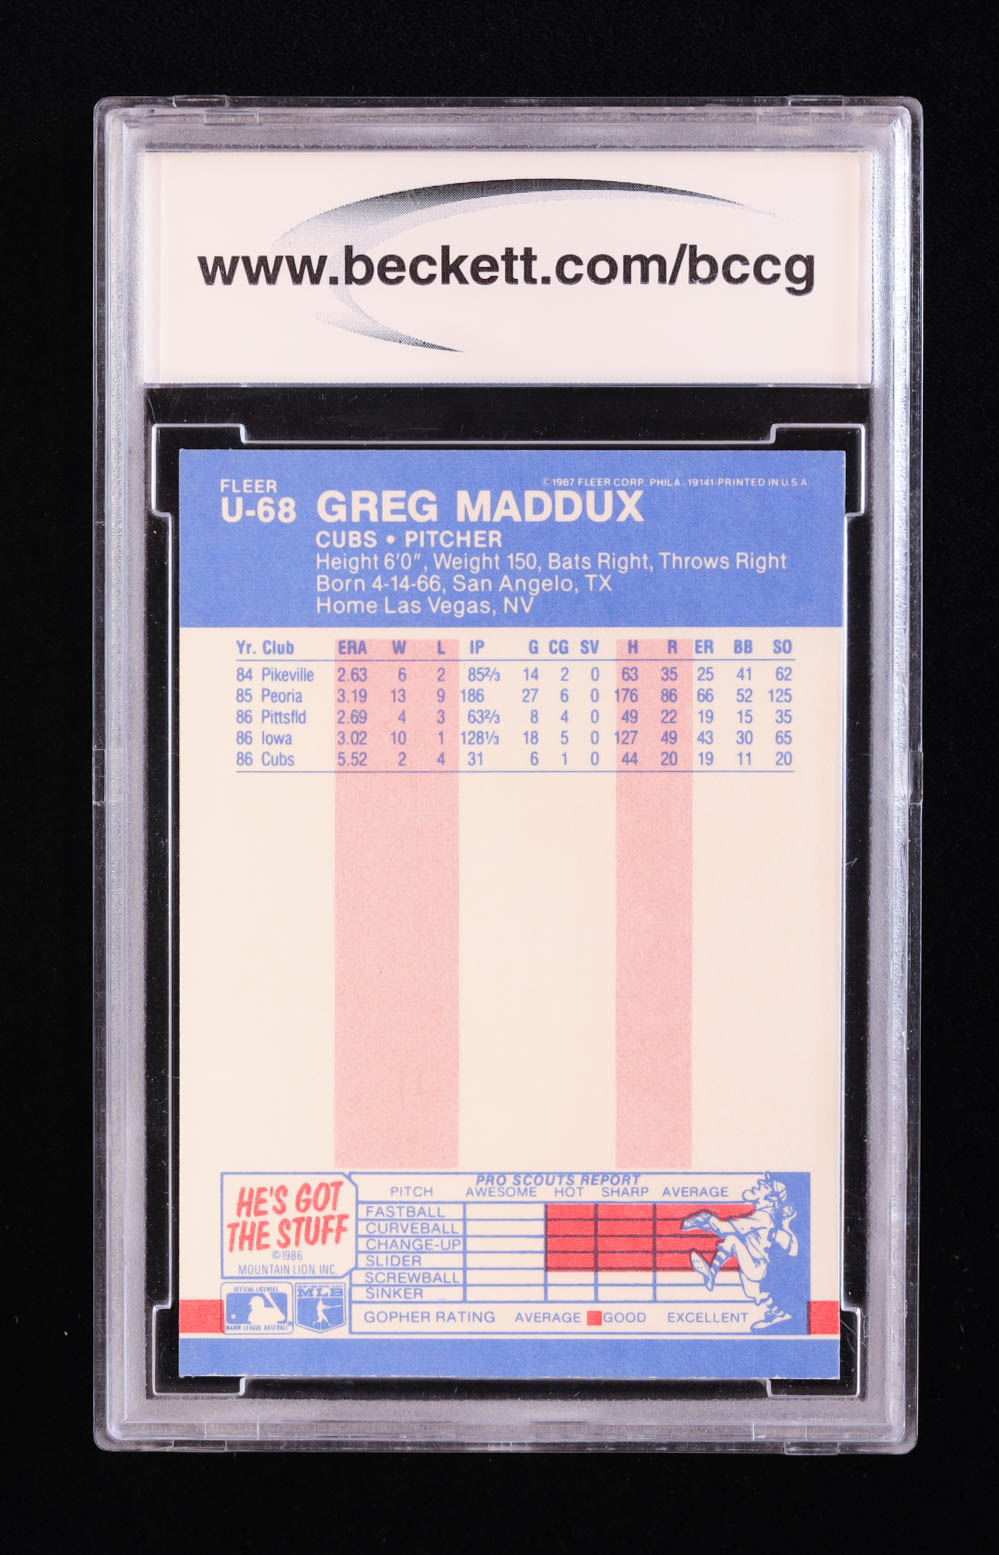 www.beckett.com/bccg
FLEER
U-68 GREG MADDUX
©1987 FLEER CORP. PHILA., 19141-PRINTED IN U.S.A.
CUBS • PITCHER
Height 6'0", Weight 150, Bats Right, Throws Right
Born 4-14-66, San Angelo, TX
Home Las Vegas, NV
Yr. Club ERA W L IP G CG SV H R ER BB SO
84 Pikeville 2.63 6 2 85⅔ 14 2 0 63 35 25 41 62
85 Peoria 3.19 13 9 186 27 6 0 176 86 66 52 125
86 Pittsfld 2.69 4 3 63⅔ 8 4 0 49 22 19 15 35
86 Iowa 3.02 10 1 128⅓ 18 5 0 127 49 43 30 65
86 Cubs 5.52 2 4 31 6 1 0 44 20 19 11 20
HE'S GOT
THE STUFF
©1986
MOUNTAIN LION, INC.
PRO SCOUTS REPORT
PITCH AWESOME HOT SHARP AVERAGE
FASTBALL
CURVEBALL
CHANGE-UP
SLIDER
SCREWBALL
SINKER
GOPHER RATING AVERAGE GOOD EXCELLENT
OFFICIAL LICENSEE
MAJOR LEAGUE BASEBALL
MLB